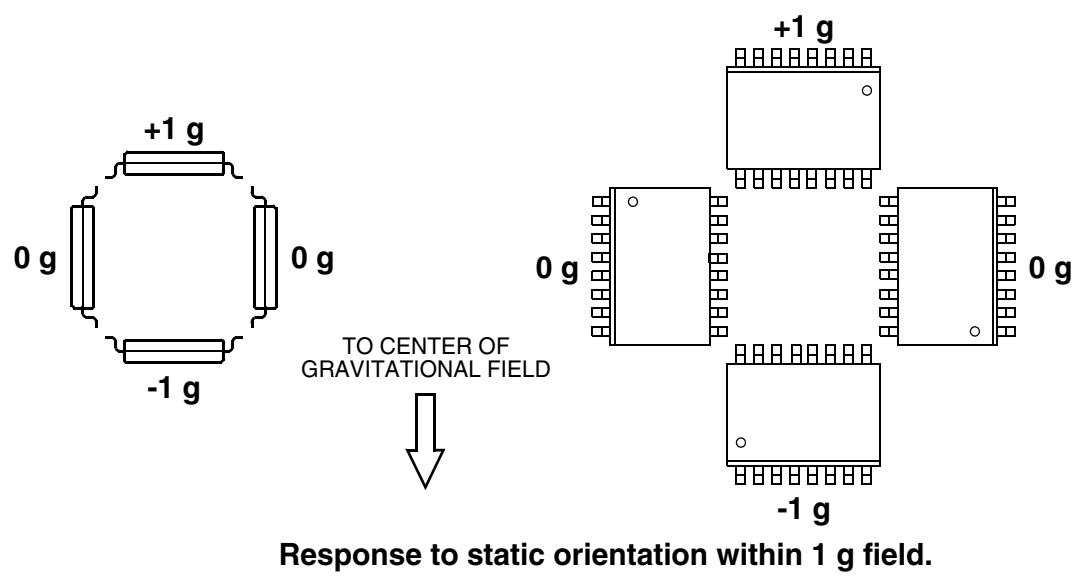 +1 g
+1 g
0 g
0 g
0 g
0 g
TO CENTER OF
GRAVITATIONAL FIELD
-1 g
-1 g
Response to static orientation within 1 g field.